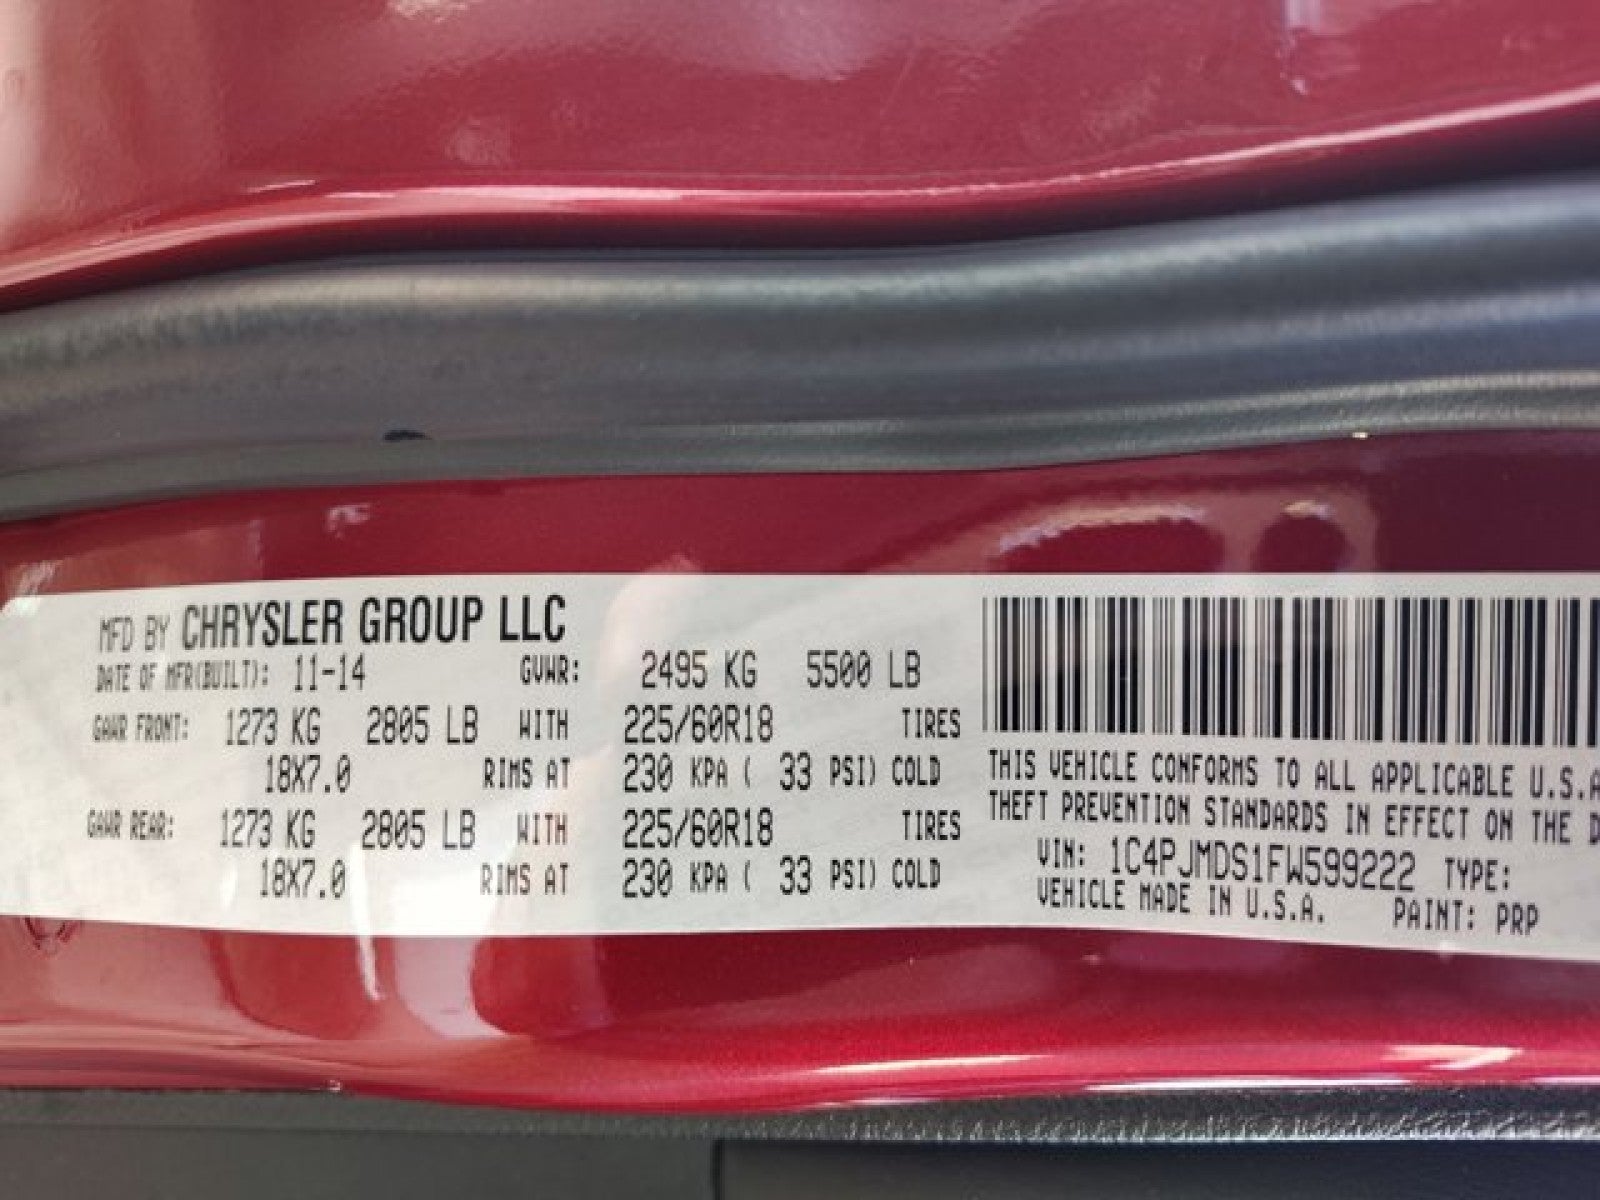 MFD BY CHRYSLER GROUP LLC
DATE OF MFR(BUILT): 11-14 GVWR: 2495 KG 5500 LB
GAWR FRONT: 1273 KG 2805 LB WITH 225/60R18 TIRES
18X7.0 RIMS AT 230 KPA ( 33 PSI) COLD
GAWR REAR: 1273 KG 2805 LB WITH 225/60R18 TIRES
18X7.0 RIMS AT 230 KPA ( 33 PSI) COLD
THIS VEHICLE CONFORMS TO ALL APPLICABLE U.S.A
THEFT PREVENTION STANDARDS IN EFFECT ON THE D
VIN: 1C4PJMDS1FW599222 TYPE:
VEHICLE MADE IN U.S.A. PAINT: PRP